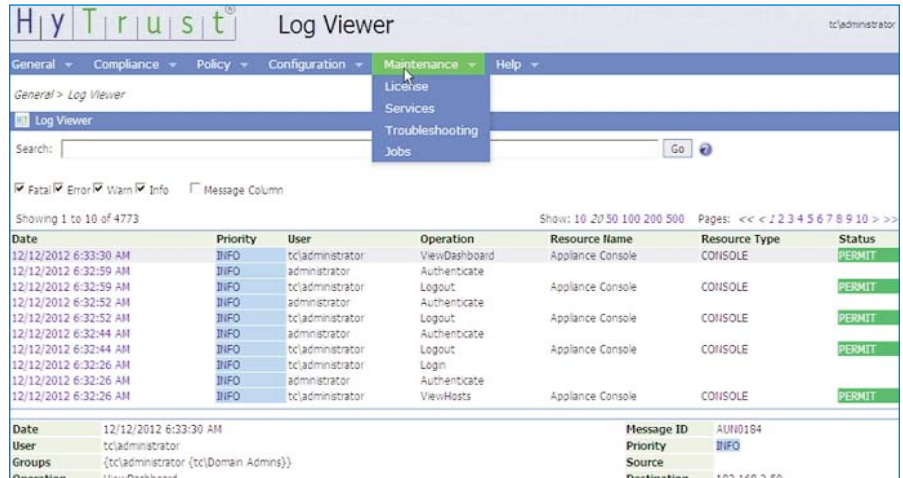 HyTrust® Log Viewer tc\administrator
General Compliance Policy Configuration Maintenance Help
License
Services
Troubleshooting
Jobs
General > Log Viewer
Log Viewer
Search: Go
Fatal Error Warn Info Message Column
Showing 1 to 10 of 4773 Show: 10 20 50 100 200 500 Pages: << < 1 2 3 4 5 6 7 8 9 10 > >>
Date Priority User Operation Resource Name Resource Type Status
12/12/2012 6:33:30 AM INFO tc\administrator ViewDashboard Appliance Console CONSOLE PERMIT
12/12/2012 6:32:59 AM INFO administrator Authenticate
12/12/2012 6:32:59 AM INFO tc\administrator Logout Appliance Console CONSOLE PERMIT
12/12/2012 6:32:52 AM INFO administrator Authenticate
12/12/2012 6:32:52 AM INFO tc\administrator Logout Appliance Console CONSOLE PERMIT
12/12/2012 6:32:44 AM INFO administrator Authenticate
12/12/2012 6:32:44 AM INFO tc\administrator Logout Appliance Console CONSOLE PERMIT
12/12/2012 6:32:26 AM INFO tc\administrator Login
12/12/2012 6:32:26 AM INFO administrator Authenticate
12/12/2012 6:32:26 AM INFO tc\administrator ViewHosts Appliance Console CONSOLE PERMIT
Date 12/12/2012 6:33:30 AM Message ID AUN0184
User tc\administrator Priority INFO
Groups {tc\administrator {tc\Domain Admins}} Source
Operation ViewDashboard Destination